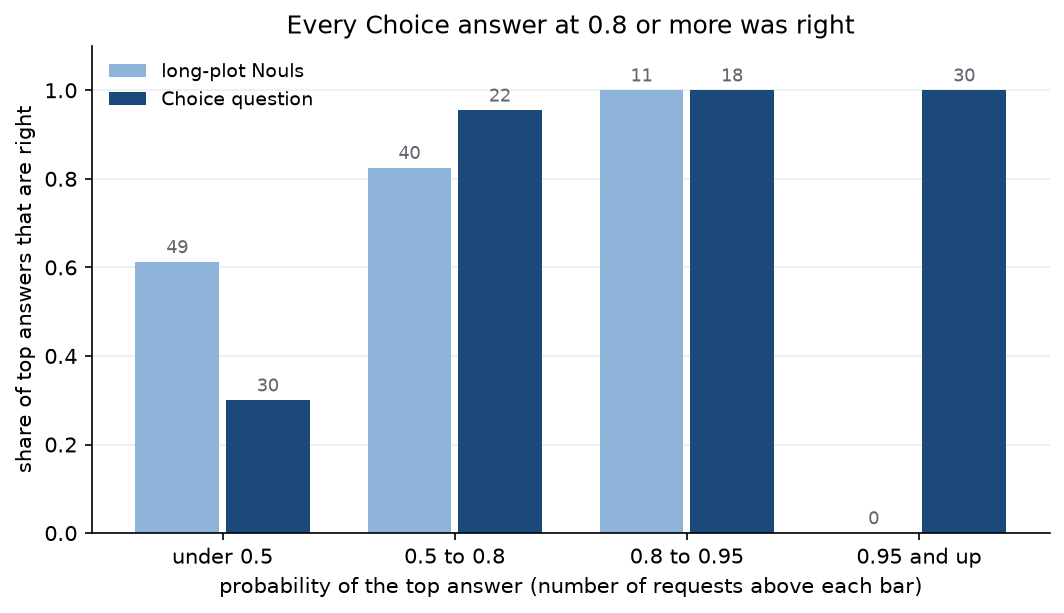 Every Choice answer at 0.8 or more was right
long-plot Nouls
Choice question
share of top answers that are right
1.0
0.8
0.6
0.4
0.2
0.0
49
30
40
22
11
18
0
30
under 0.5
0.5 to 0.8
0.8 to 0.95
0.95 and up
probability of the top answer (number of requests above each bar)